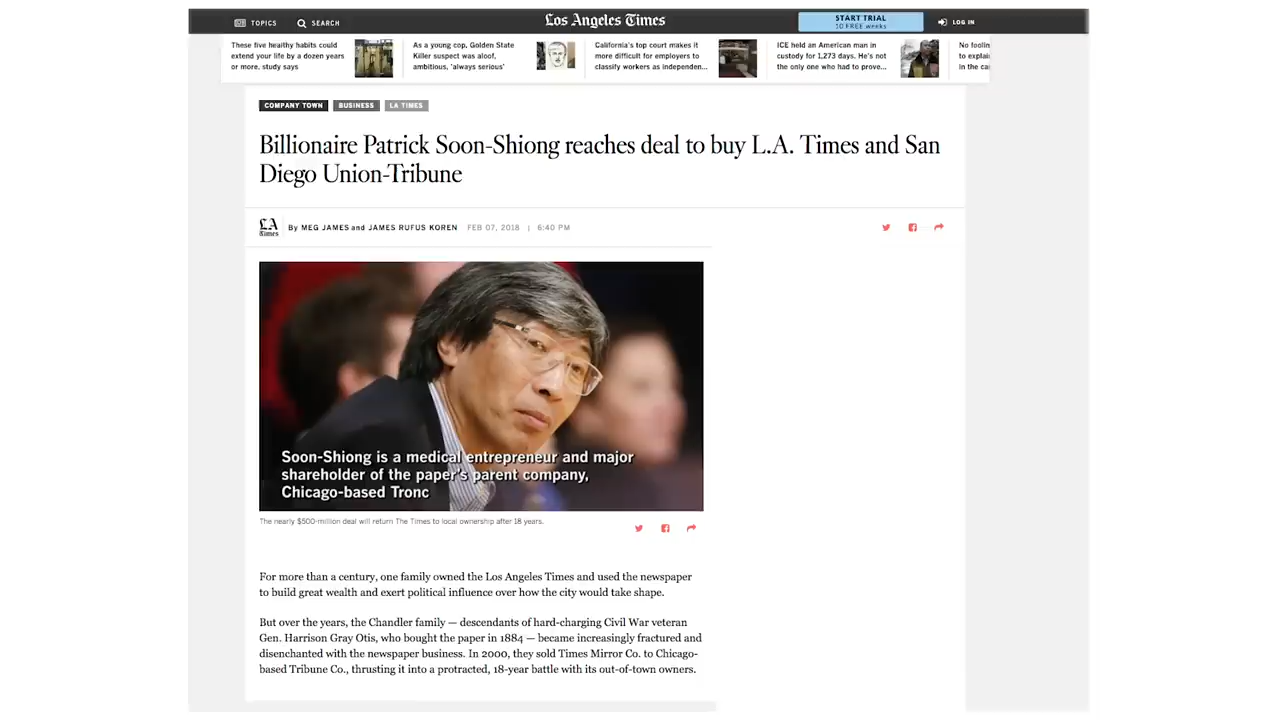 TOPICS
SEARCH
Los Angeles Times
START TRIAL
10 FREE weeks
LOG IN
These five healthy habits could
extend your life by a dozen years
or more, study says
As a young cop, Golden State
Killer suspect was aloof,
ambitious, 'always serious'
California's top court makes it
more difficult for employers to
classify workers as independen...
ICE held an American man in
custody for 1,273 days. He's not
the only one who had to prove...
No foolin
to explai
in the ca
COMPANY TOWN
BUSINESS
LA TIMES
Billionaire Patrick Soon-Shiong reaches deal to buy L.A. Times and San
Diego Union-Tribune
LA
Times
By MEG JAMES and JAMES RUFUS KOREN
FEB 07, 2018 | 6:40 PM
Soon-Shiong is a medical entrepreneur and major
shareholder of the paper's parent company,
Chicago-based Tronc
The nearly $500-million deal will return The Times to local ownership after 18 years.
For more than a century, one family owned the Los Angeles Times and used the newspaper
to build great wealth and exert political influence over how the city would take shape.
But over the years, the Chandler family — descendants of hard-charging Civil War veteran
Gen. Harrison Gray Otis, who bought the paper in 1884 — became increasingly fractured and
disenchanted with the newspaper business. In 2000, they sold Times Mirror Co. to Chicago-
based Tribune Co., thrusting it into a protracted, 18-year battle with its out-of-town owners.